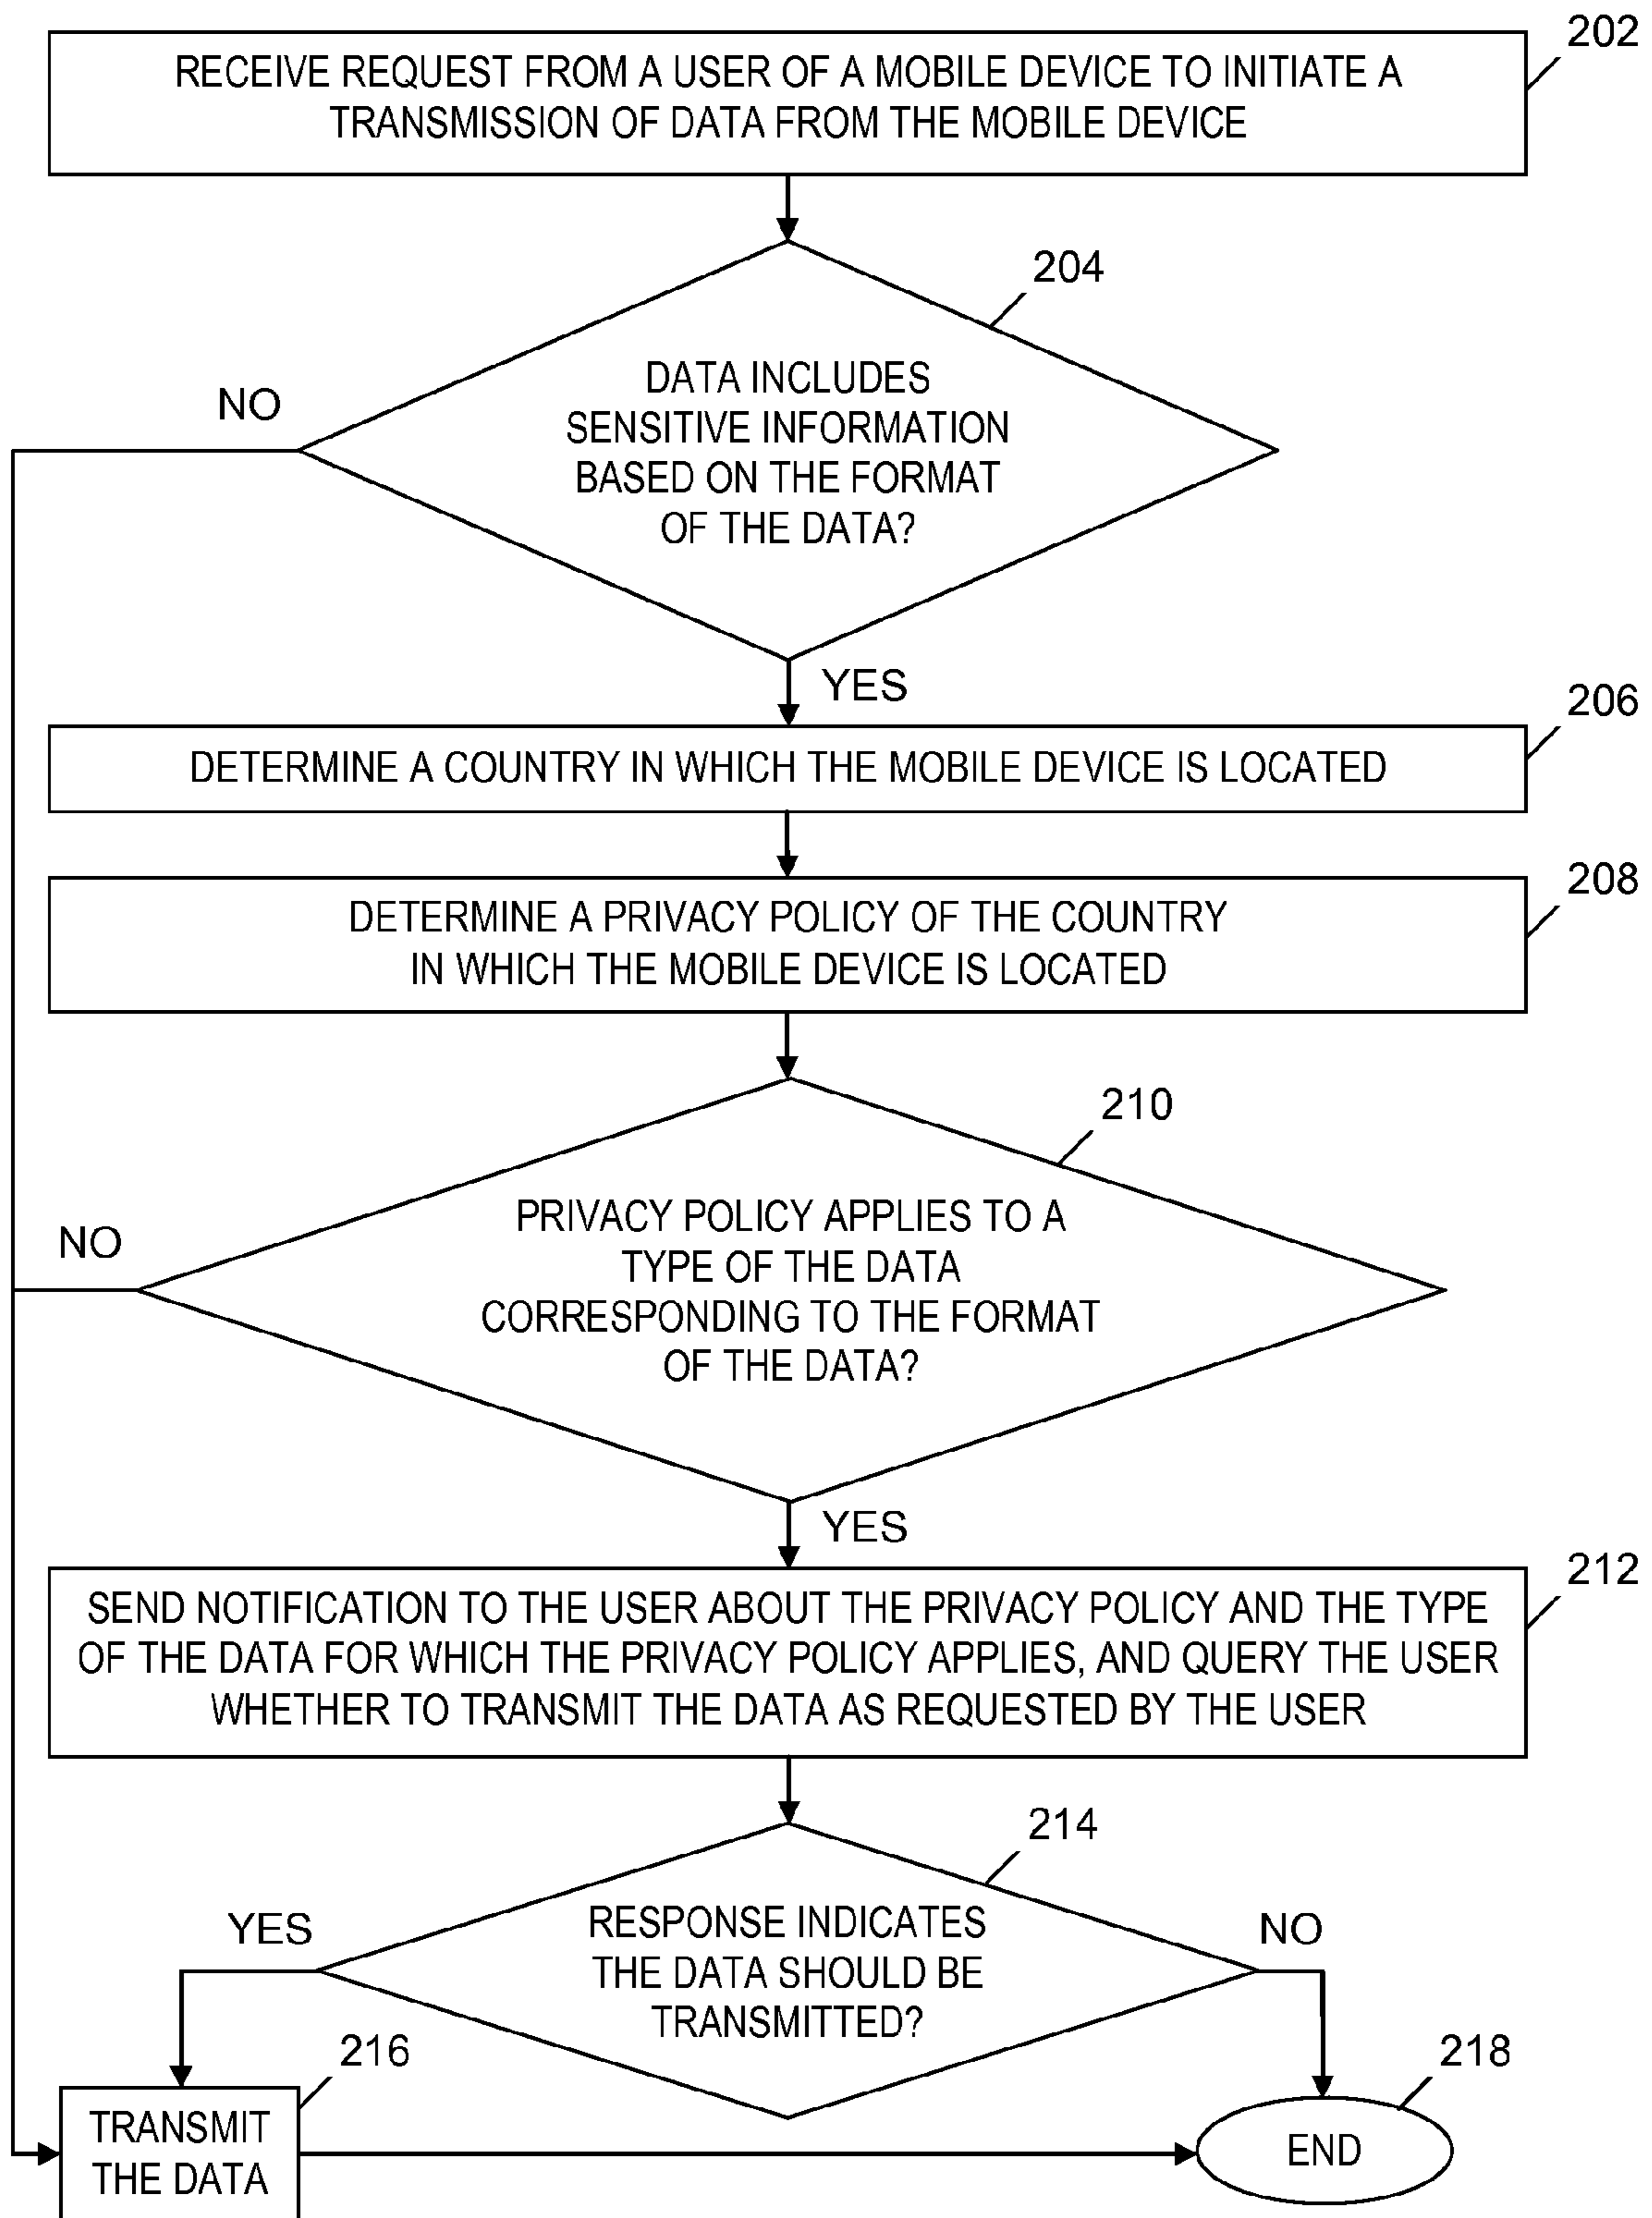 202
RECEIVE REQUEST FROM A USER OF A MOBILE DEVICE TO INITIATE A
TRANSMISSION OF DATA FROM THE MOBILE DEVICE
204
DATA INCLUDES
SENSITIVE INFORMATION
BASED ON THE FORMAT
OF THE DATA?
NO
YES
206
DETERMINE A COUNTRY IN WHICH THE MOBILE DEVICE IS LOCATED
208
DETERMINE A PRIVACY POLICY OF THE COUNTRY
IN WHICH THE MOBILE DEVICE IS LOCATED
210
PRIVACY POLICY APPLIES TO A
TYPE OF THE DATA
CORRESPONDING TO THE FORMAT
OF THE DATA?
NO
YES
212
SEND NOTIFICATION TO THE USER ABOUT THE PRIVACY POLICY AND THE TYPE
OF THE DATA FOR WHICH THE PRIVACY POLICY APPLIES, AND QUERY THE USER
WHETHER TO TRANSMIT THE DATA AS REQUESTED BY THE USER
214
RESPONSE INDICATES
THE DATA SHOULD BE
TRANSMITTED?
YES
NO
216
TRANSMIT
THE DATA
218
END